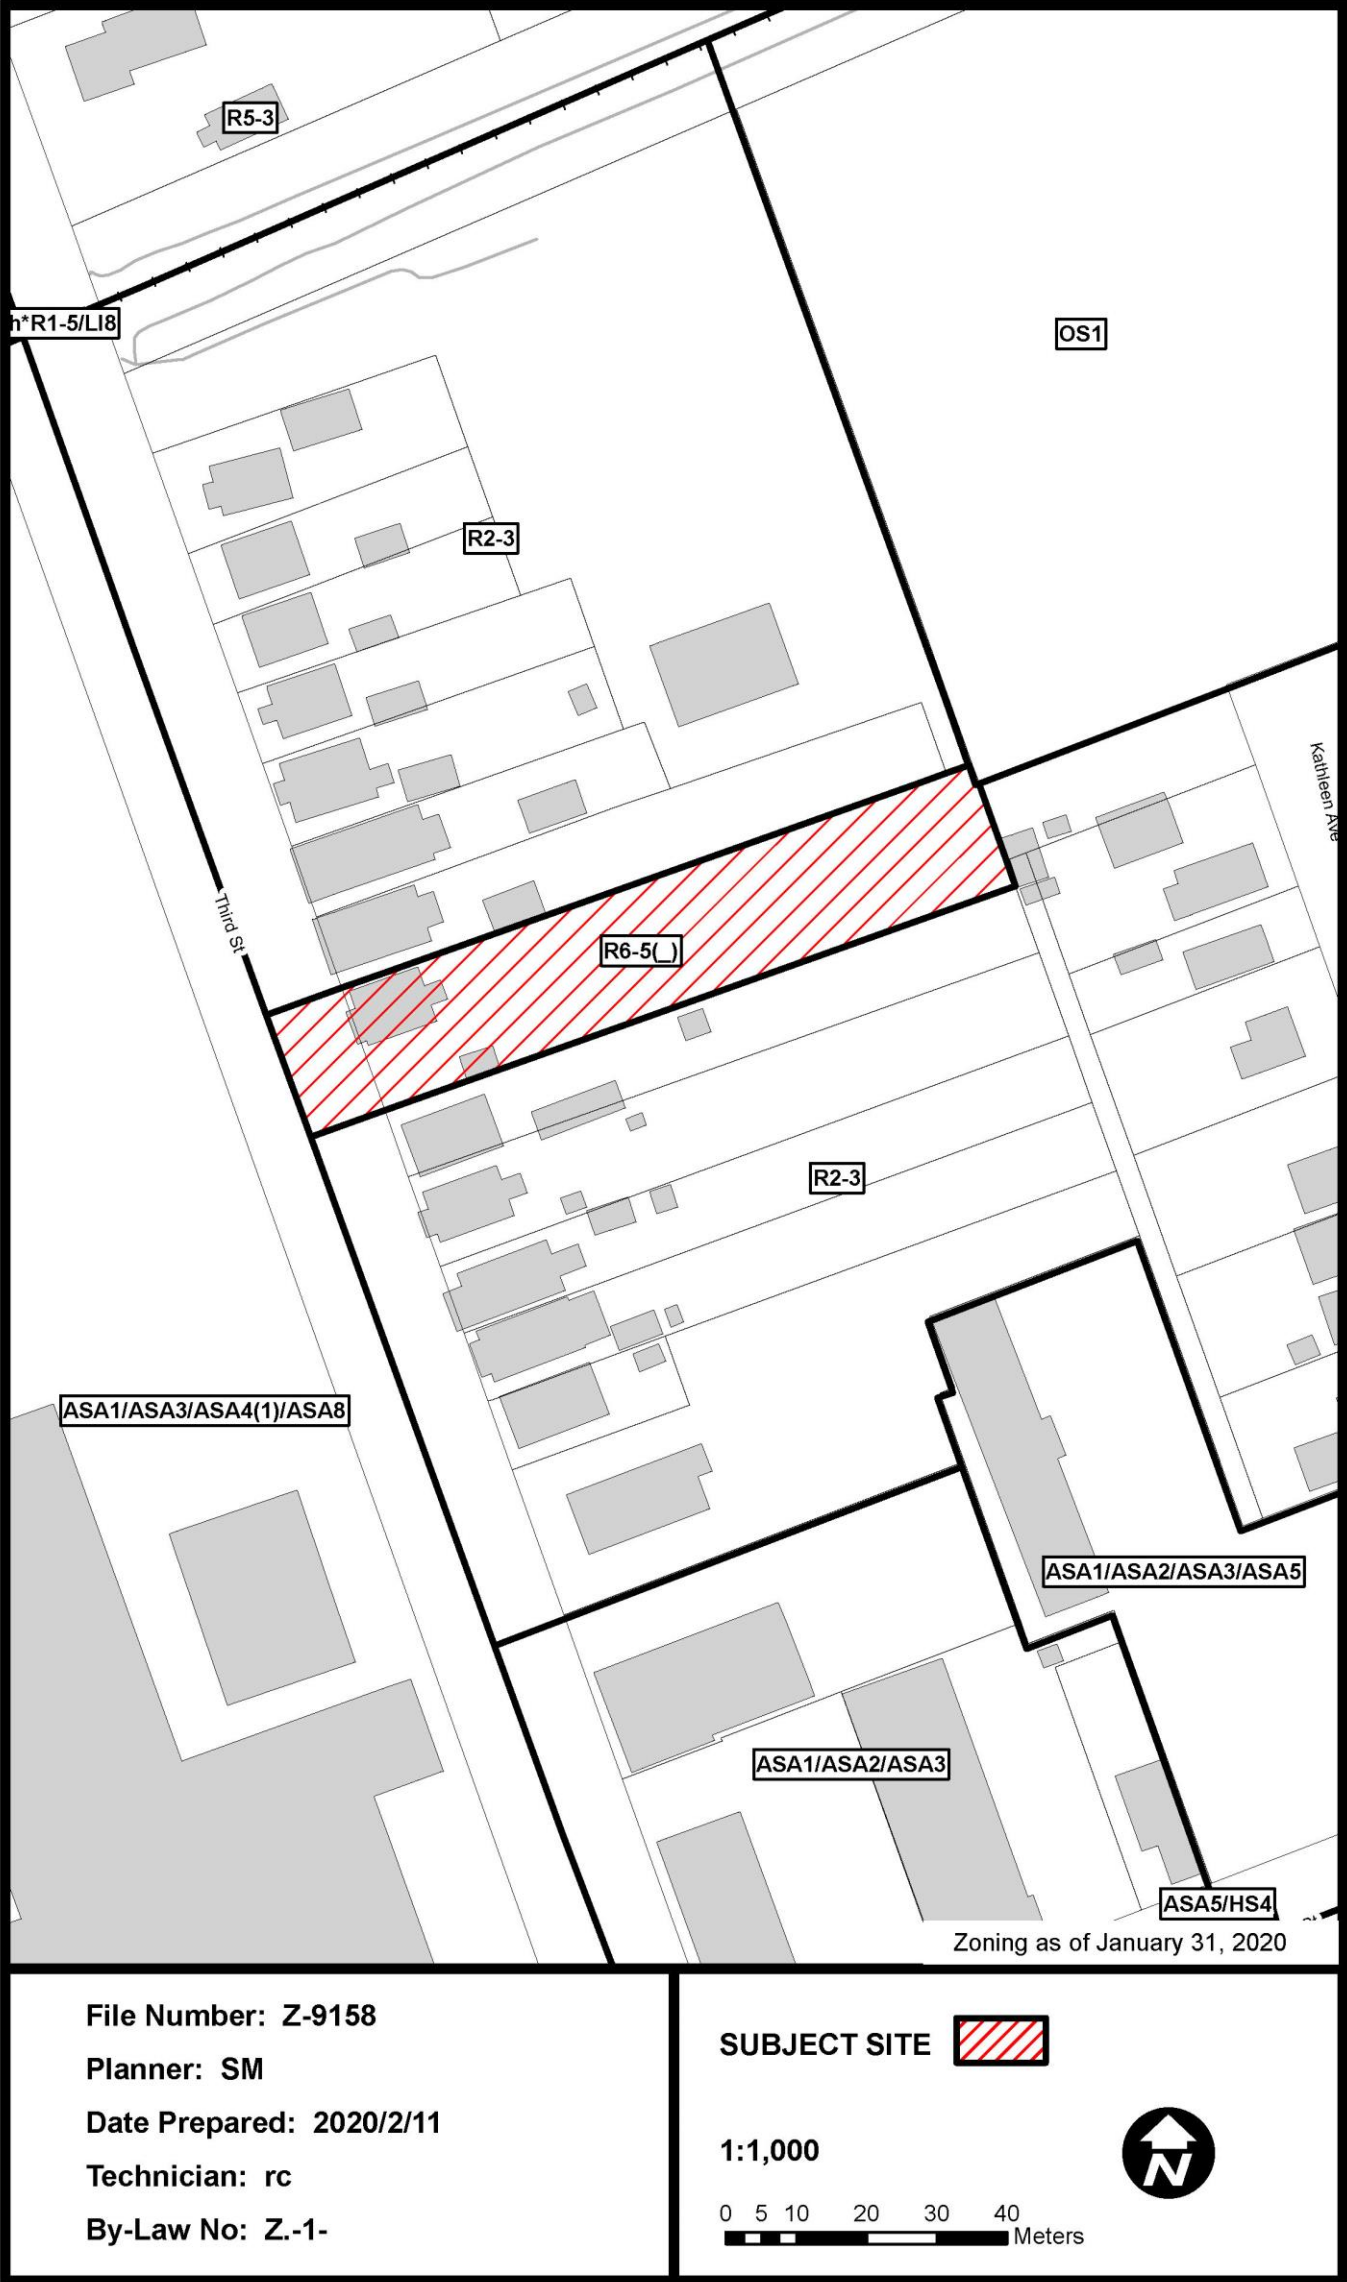 R5-3
h*R1-5/LI8
OS1
R2-3
Kathleen Ave
Third St
R6-5(_)
R2-3
ASA1/ASA3/ASA4(1)/ASA8
ASA1/ASA2/ASA3/ASA5
ASA1/ASA2/ASA3
ASA5/HS4
Zoning as of January 31, 2020
File Number: Z-9158
Planner: SM
Date Prepared: 2020/2/11
Technician: rc
By-Law No: Z.-1-
SUBJECT SITE
1:1,000
N
0 5 10 20 30 40
Meters